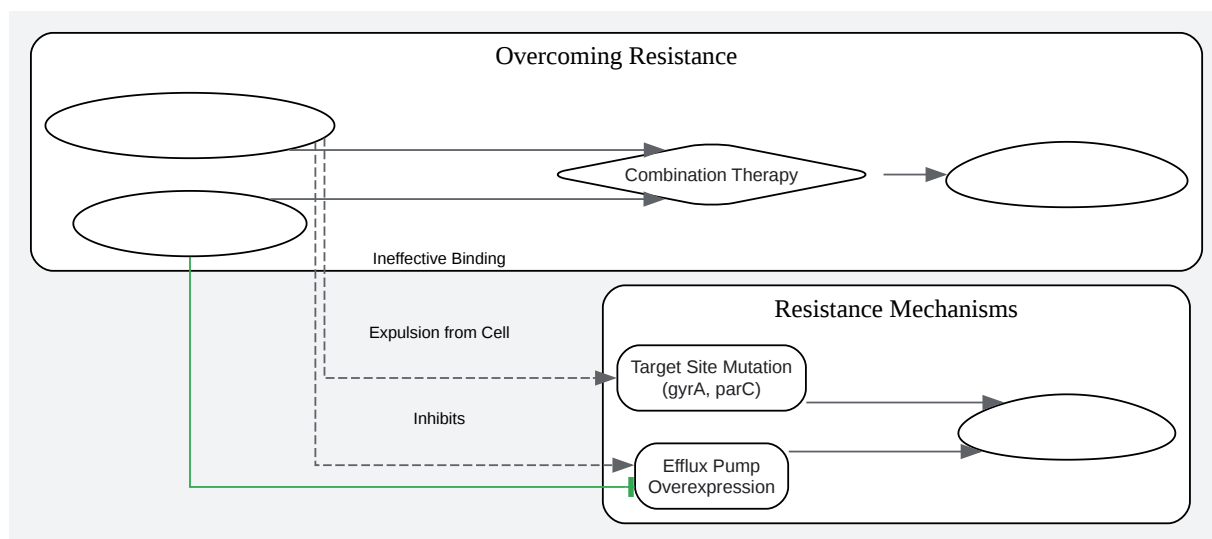 Overcoming Resistance
Combination Therapy
Ineffective Binding
Resistance Mechanisms
Expulsion from Cell
Target Site Mutation
(gyrA, parC)
Inhibits
Efflux Pump
Overexpression